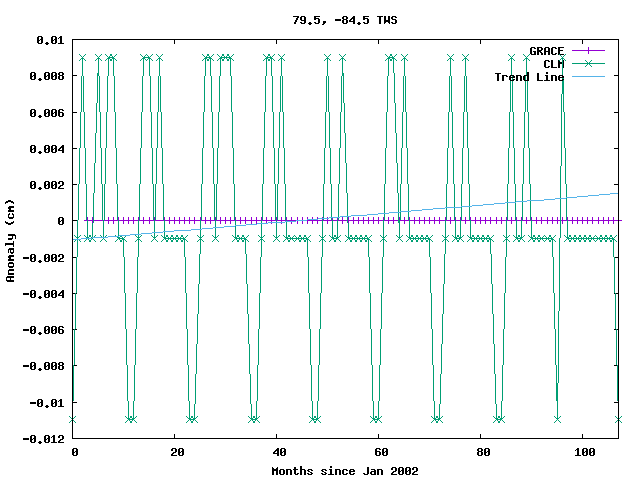 79.5, -84.5 TWS
GRACE
CLM
Trend Line
0.01
0.008
0.006
0.004
0.002
0
-0.002
-0.004
-0.006
-0.008
-0.01
-0.012
Anomaly (cm)
0 20 40 60 80 100
Months since Jan 2002